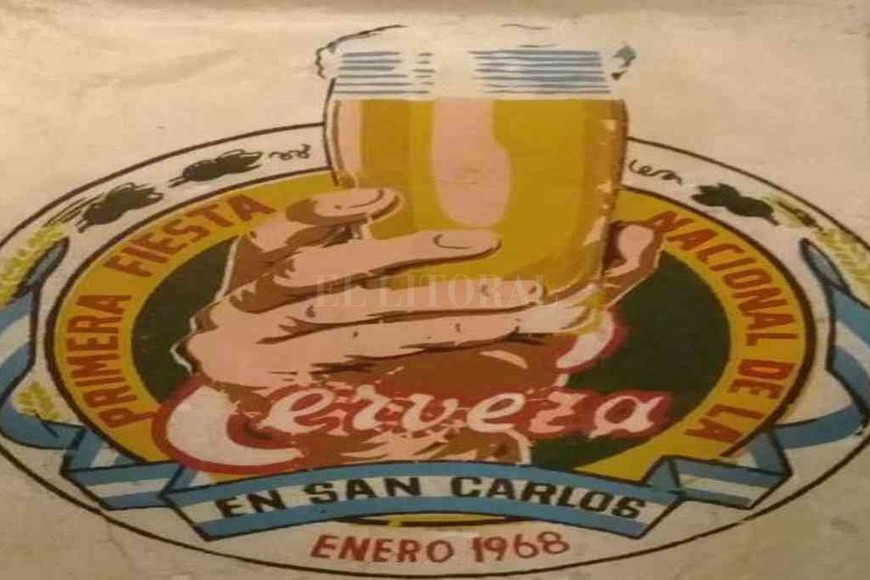 PRIMERA FIESTA NACIONAL DE LA
Cerveza
EN SAN CARLOS
ENERO 1968
EL LITORAL